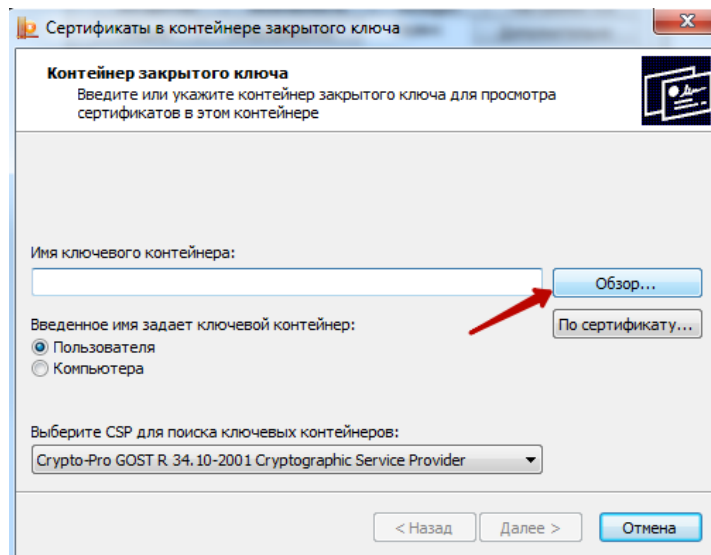 Сертификаты в контейнере закрытого ключа
Контейнер закрытого ключа
Введите или укажите контейнер закрытого ключа для просмотра
сертификатов в этом контейнере
Имя ключевого контейнера:
Обзор...
Введенное имя задает ключевой контейнер:
По сертификату...
Пользователя
Компьютера
Выберите CSP для поиска ключевых контейнеров:
Crypto-Pro GOST R 34.10-2001 Cryptographic Service Provider
< Назад
Далее >
Отмена